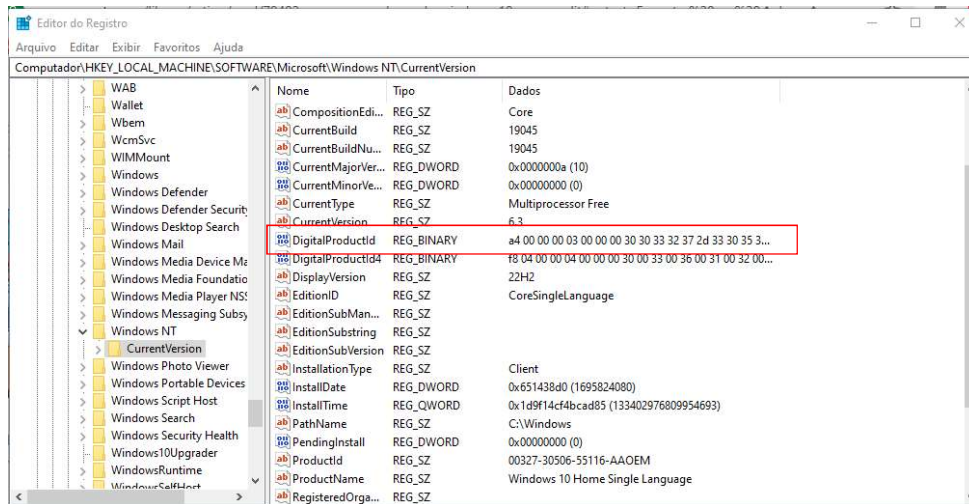 Editor do Registro
Arquivo Editar Exibir Favoritos Ajuda
Computador\HKEY_LOCAL_MACHINE\SOFTWARE\Microsoft\Windows NT\CurrentVersion
WAB
Wallet
Wbem
WcmSvc
WIMMount
Windows
Windows Defender
Windows Defender Security
Windows Desktop Search
Windows Mail
Windows Media Device Ma
Windows Media Foundatio
Windows Media Player NSS
Windows Messaging Subsy
Windows NT
CurrentVersion
Windows Photo Viewer
Windows Portable Devices
Windows Script Host
Windows Search
Windows Security Health
Windows10Upgrader
WindowsRuntime
WindowsSelfHost
Nome Tipo Dados
CompositionEdi... REG_SZ Core
CurrentBuild REG_SZ 19045
CurrentBuildNu... REG_SZ 19045
CurrentMajorVer... REG_DWORD 0x0000000a (10)
CurrentMinorVe... REG_DWORD 0x00000000 (0)
CurrentType REG_SZ Multiprocessor Free
CurrentVersion REG_SZ 6.3
DigitalProductId REG_BINARY a4 00 00 00 03 00 00 00 30 30 33 32 37 2d 33 30 35 3...
DigitalProductId4 REG_BINARY f8 04 00 00 04 00 00 00 30 00 33 00 36 00 31 00 32 00...
DisplayVersion REG_SZ 22H2
EditionID REG_SZ CoreSingleLanguage
EditionSubMan... REG_SZ
EditionSubstring REG_SZ
EditionSubVersion REG_SZ
InstallationType REG_SZ Client
InstallDate REG_DWORD 0x651438d0 (1695824080)
InstallTime REG_QWORD 0x1d9f14cf4bcad85 (133402976809954693)
PathName REG_SZ C:\Windows
PendingInstall REG_DWORD 0x00000000 (0)
ProductId REG_SZ 00327-30506-55116-AAOEM
ProductName REG_SZ Windows 10 Home Single Language
RegisteredOrga... REG_SZ